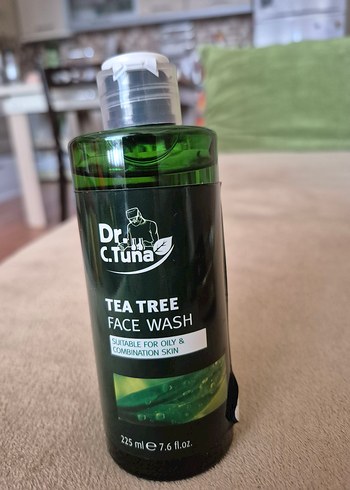 Dr.
C.Tuna
TEA TREE
FACE WASH
SUITABLE FOR OILY &
COMBINATION SKIN
225 ml ℮ 7.6 fl.oz.